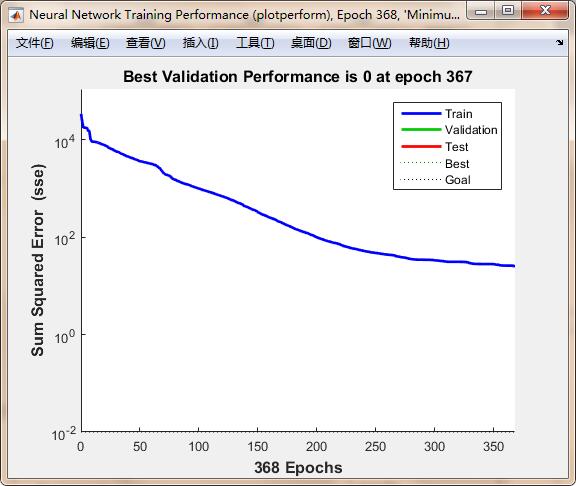 Neural Network Training Performance (plotperform), Epoch 368, 'Minimu...
文件(F) 编辑(E) 查看(V) 插入(I) 工具(T) 桌面(D) 窗口(W) 帮助(H)
Best Validation Performance is 0 at epoch 367
Train
Validation
Test
Best
Goal
Sum Squared Error (sse)
10^4
10^2
10^0
10^-2
0 50 100 150 200 250 300 350
368 Epochs